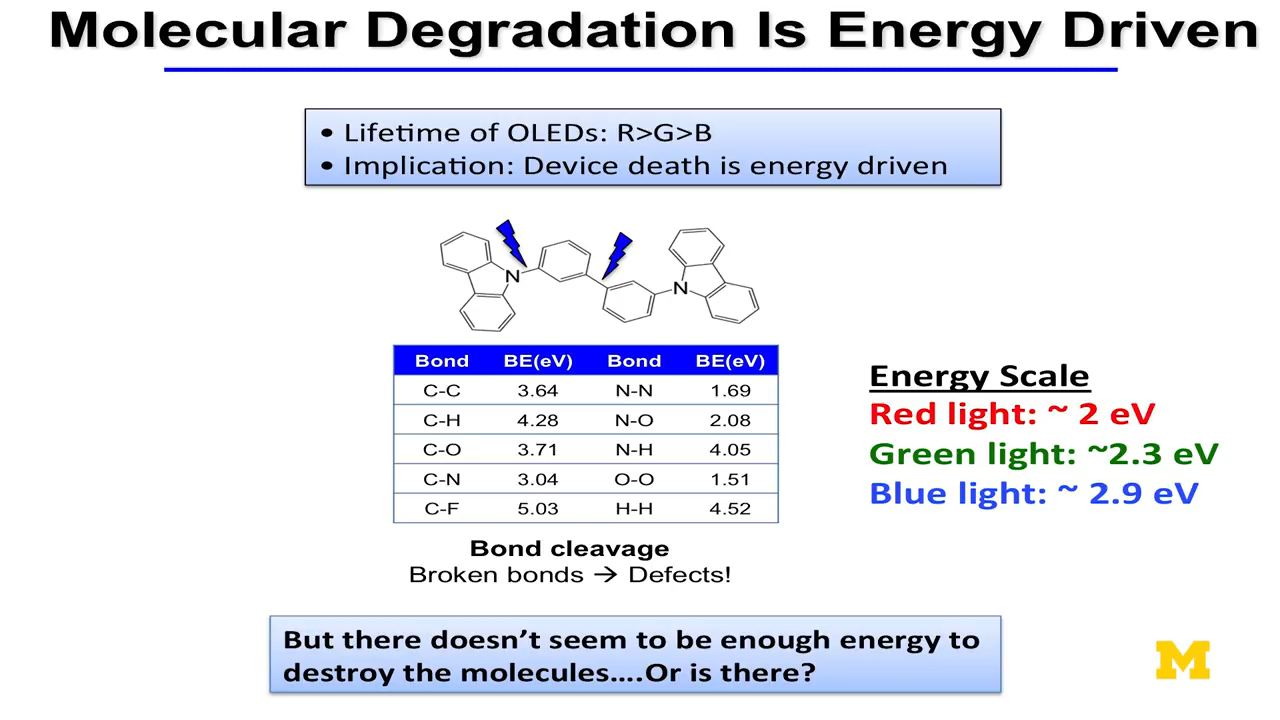 Molecular Degradation Is Energy Driven
• Lifetime of OLEDs: R>G>B
• Implication: Device death is energy driven
N
N
Bond BE(eV) Bond BE(eV)
C-C 3.64 N-N 1.69
C-H 4.28 N-O 2.08
C-O 3.71 N-H 4.05
C-N 3.04 O-O 1.51
C-F 5.03 H-H 4.52
Bond cleavage
Broken bonds → Defects!
Energy Scale
Red light: ~ 2 eV
Green light: ~2.3 eV
Blue light: ~ 2.9 eV
But there doesn’t seem to be enough energy to
destroy the molecules....Or is there?
M